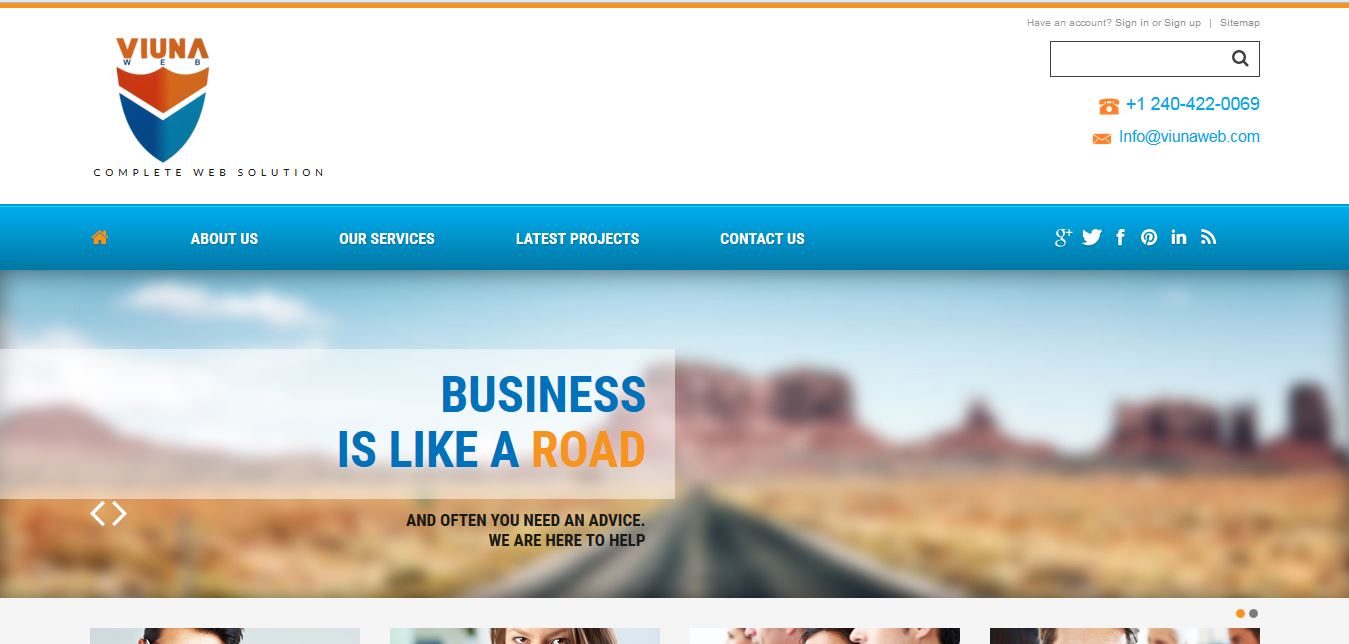 Have an account? Sign in or Sign up | Sitemap
VIUNA
WEB
COMPLETE WEB SOLUTION
+1 240-422-0069
Info@viunaweb.com
ABOUT US OUR SERVICES LATEST PROJECTS CONTACT US
BUSINESS
IS LIKE A ROAD
AND OFTEN YOU NEED AN ADVICE.
WE ARE HERE TO HELP